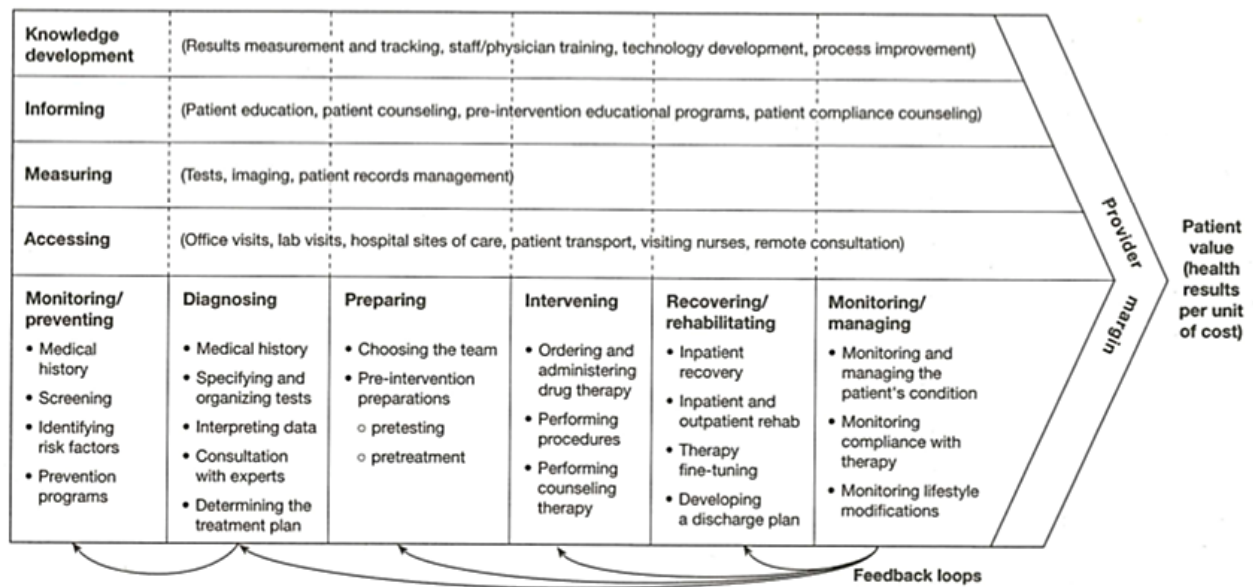 Knowledge
development
(Results measurement and tracking, staff/physician training, technology development, process improvement)
Informing
(Patient education, patient counseling, pre-intervention educational programs, patient compliance counseling)
Measuring
(Tests, imaging, patient records management)
Accessing
(Office visits, lab visits, hospital sites of care, patient transport, visiting nurses, remote consultation)
Monitoring/
preventing
• Medical
history
• Screening
• Identifying
risk factors
• Prevention
programs
Diagnosing
• Medical history
• Specifying and
organizing tests
• Interpreting data
• Consultation
with experts
• Determining the
treatment plan
Preparing
• Choosing the team
• Pre-intervention
preparations
○ pretesting
○ pretreatment
Intervening
• Ordering and
administering
drug therapy
• Performing
procedures
• Performing
counseling
therapy
Recovering/
rehabilitating
• Inpatient
recovery
• Inpatient and
outpatient rehab
• Therapy
fine-tuning
• Developing
a discharge plan
Monitoring/
managing
• Monitoring and
managing the
patient's condition
• Monitoring
compliance with
therapy
• Monitoring lifestyle
modifications
Provider
margin
Patient
value
(health
results
per unit
of cost)
Feedback loops